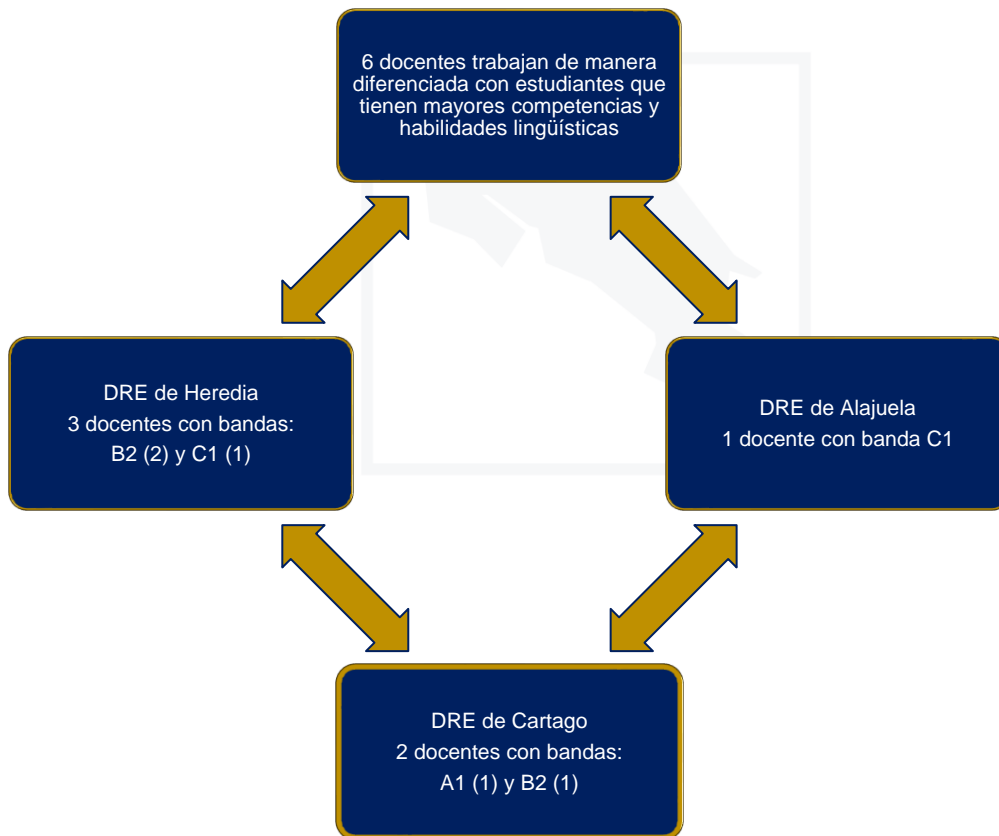 6 docentes trabajan de manera
diferenciada con estudiantes que
tienen mayores competencias y
habilidades lingüísticas
DRE de Heredia
3 docentes con bandas:
B2 (2) y C1 (1)
DRE de Alajuela
1 docente con banda C1
DRE de Cartago
2 docentes con bandas:
A1 (1) y B2 (1)